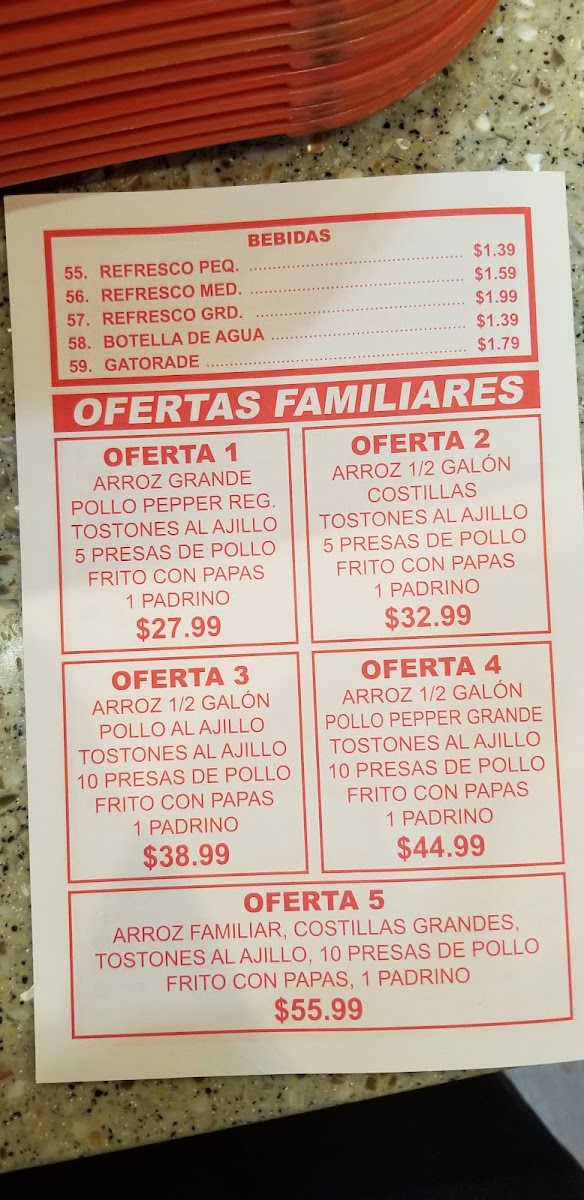 BEBIDAS
55. REFRESCO PEQ. $1.39
56. REFRESCO MED. $1.59
57. REFRESCO GRD. $1.99
58. BOTELLA DE AGUA $1.39
59. GATORADE $1.79
OFERTAS FAMILIARES
OFERTA 1
ARROZ GRANDE
POLLO PEPPER REG.
TOSTONES AL AJILLO
5 PRESAS DE POLLO
FRITO CON PAPAS
1 PADRINO
$27.99
OFERTA 2
ARROZ 1/2 GALÓN
COSTILLAS
TOSTONES AL AJILLO
5 PRESAS DE POLLO
FRITO CON PAPAS
1 PADRINO
$32.99
OFERTA 3
ARROZ 1/2 GALÓN
POLLO AL AJILLO
TOSTONES AL AJILLO
10 PRESAS DE POLLO
FRITO CON PAPAS
1 PADRINO
$38.99
OFERTA 4
ARROZ 1/2 GALÓN
POLLO PEPPER GRANDE
TOSTONES AL AJILLO
10 PRESAS DE POLLO
FRITO CON PAPAS
1 PADRINO
$44.99
OFERTA 5
ARROZ FAMILIAR, COSTILLAS GRANDES,
TOSTONES AL AJILLO, 10 PRESAS DE POLLO
FRITO CON PAPAS, 1 PADRINO
$55.99